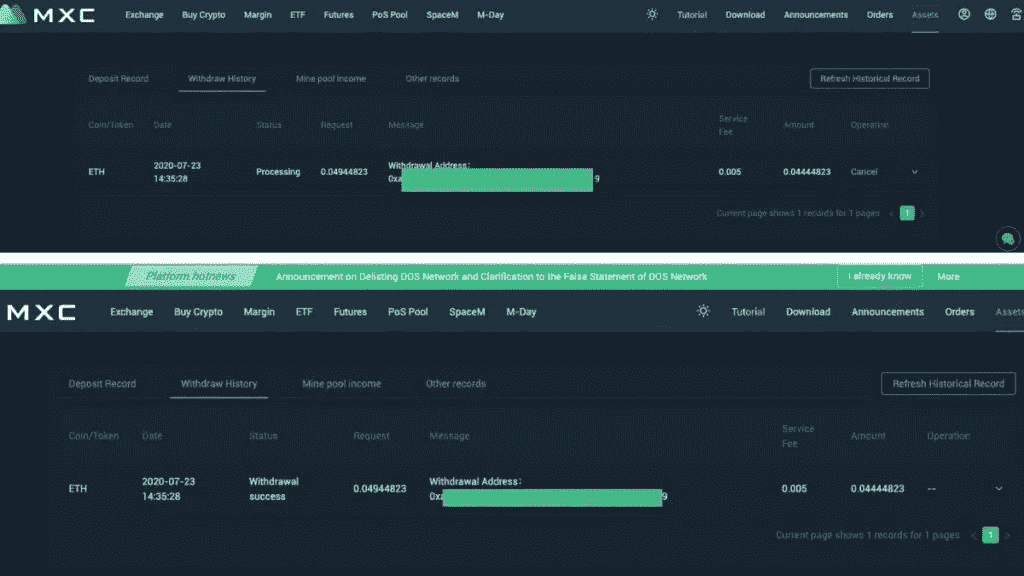 MXC Exchange Buy Crypto Margin ETF Futures PoS Pool SpaceM M-Day Tutorial Download Announcements Orders Assets
Deposit Record Withdraw History Mine pool income Other records Refresh Historical Record
Coin/Token Date Status Request Message Service Fee Amount Operation
ETH 2020-07-23 14:35:28 Processing 0.04944823 Withdrawal Address: 0xa 9 0.005 0.04444823 Cancel
Current page shows 1 records for 1 pages < 1 >
Platform hotnews Announcement on Delisting DOS Network and Clarification to the False Statement of DOS Network I already know More
MXC Exchange Buy Crypto Margin ETF Futures PoS Pool SpaceM M-Day Tutorial Download Announcements Orders Assets
Deposit Record Withdraw History Mine pool income Other records Refresh Historical Record
Coin/Token Date Status Request Message Service Fee Amount Operation
ETH 2020-07-23 14:35:28 Withdrawal success 0.04944823 Withdrawal Address: 0xa 9 0.005 0.04444823 --
Current page shows 1 records for 1 pages < 1 >